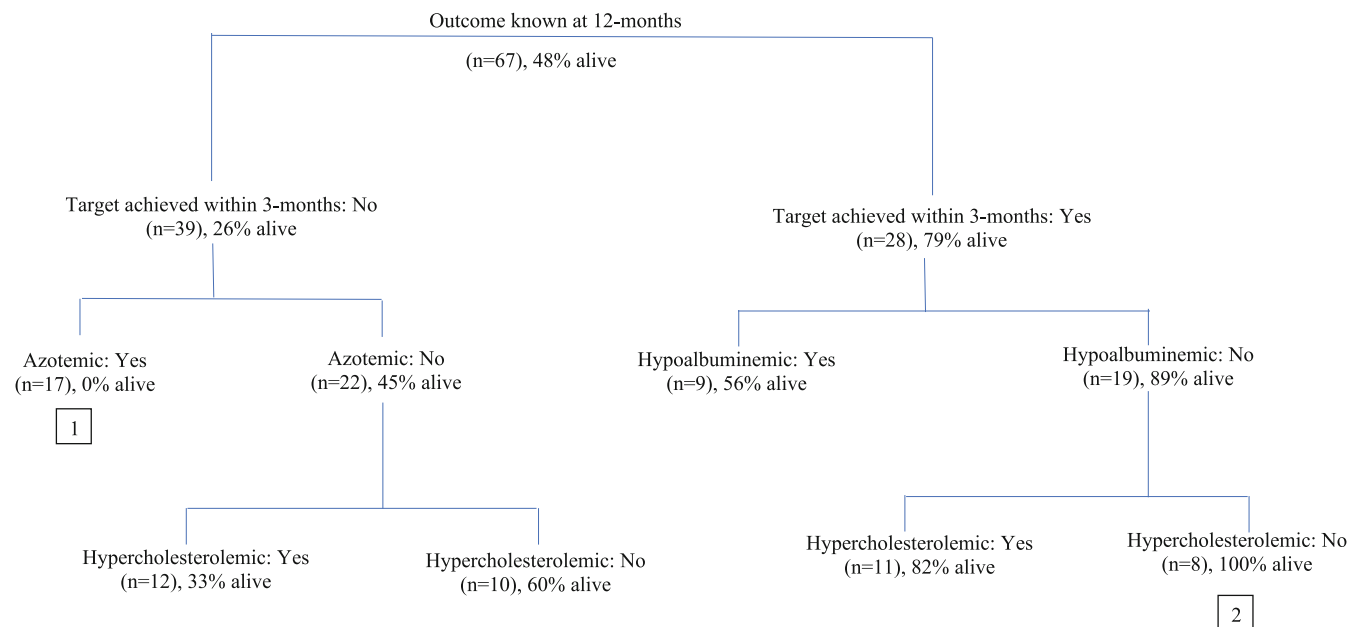 Outcome known at 12-months
(n=67), 48% alive
Target achieved within 3-months: No
(n=39), 26% alive
Target achieved within 3-months: Yes
(n=28), 79% alive
Azotemic: Yes
(n=17), 0% alive
1
Azotemic: No
(n=22), 45% alive
Hypoalbuminemic: Yes
(n=9), 56% alive
Hypoalbuminemic: No
(n=19), 89% alive
Hypercholesterolemic: Yes
(n=12), 33% alive
Hypercholesterolemic: No
(n=10), 60% alive
Hypercholesterolemic: Yes
(n=11), 82% alive
Hypercholesterolemic: No
(n=8), 100% alive
2